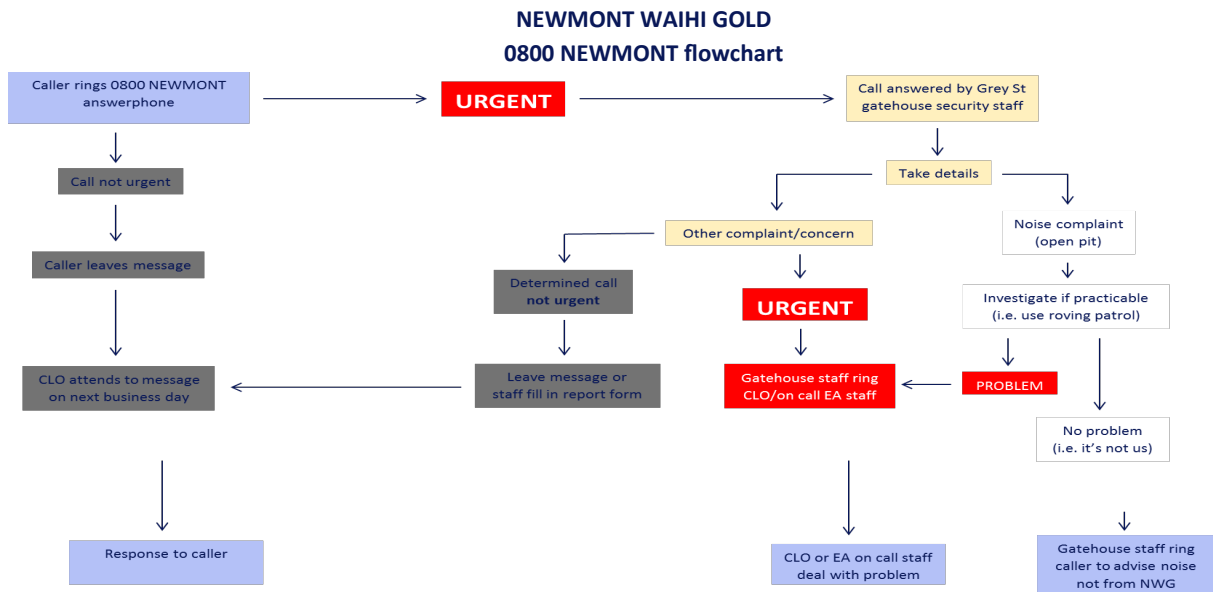 NEWMONT WAIHI GOLD
0800 NEWMONT flowchart
Caller rings 0800 NEWMONT
answerphone
URGENT
Call answered by Grey St
gatehouse security staff
Call not urgent
Take details
Caller leaves message
Other complaint/concern
Noise complaint
(open pit)
Determined call
not urgent
URGENT
Investigate if practicable
(i.e. use roving patrol)
CLO attends to message
on next business day
Leave message or
staff fill in report form
Gatehouse staff ring
CLO/on call EA staff
PROBLEM
No problem
(i.e. it’s not us)
Response to caller
CLO or EA on call staff
deal with problem
Gatehouse staff ring
caller to advise noise
not from NWG